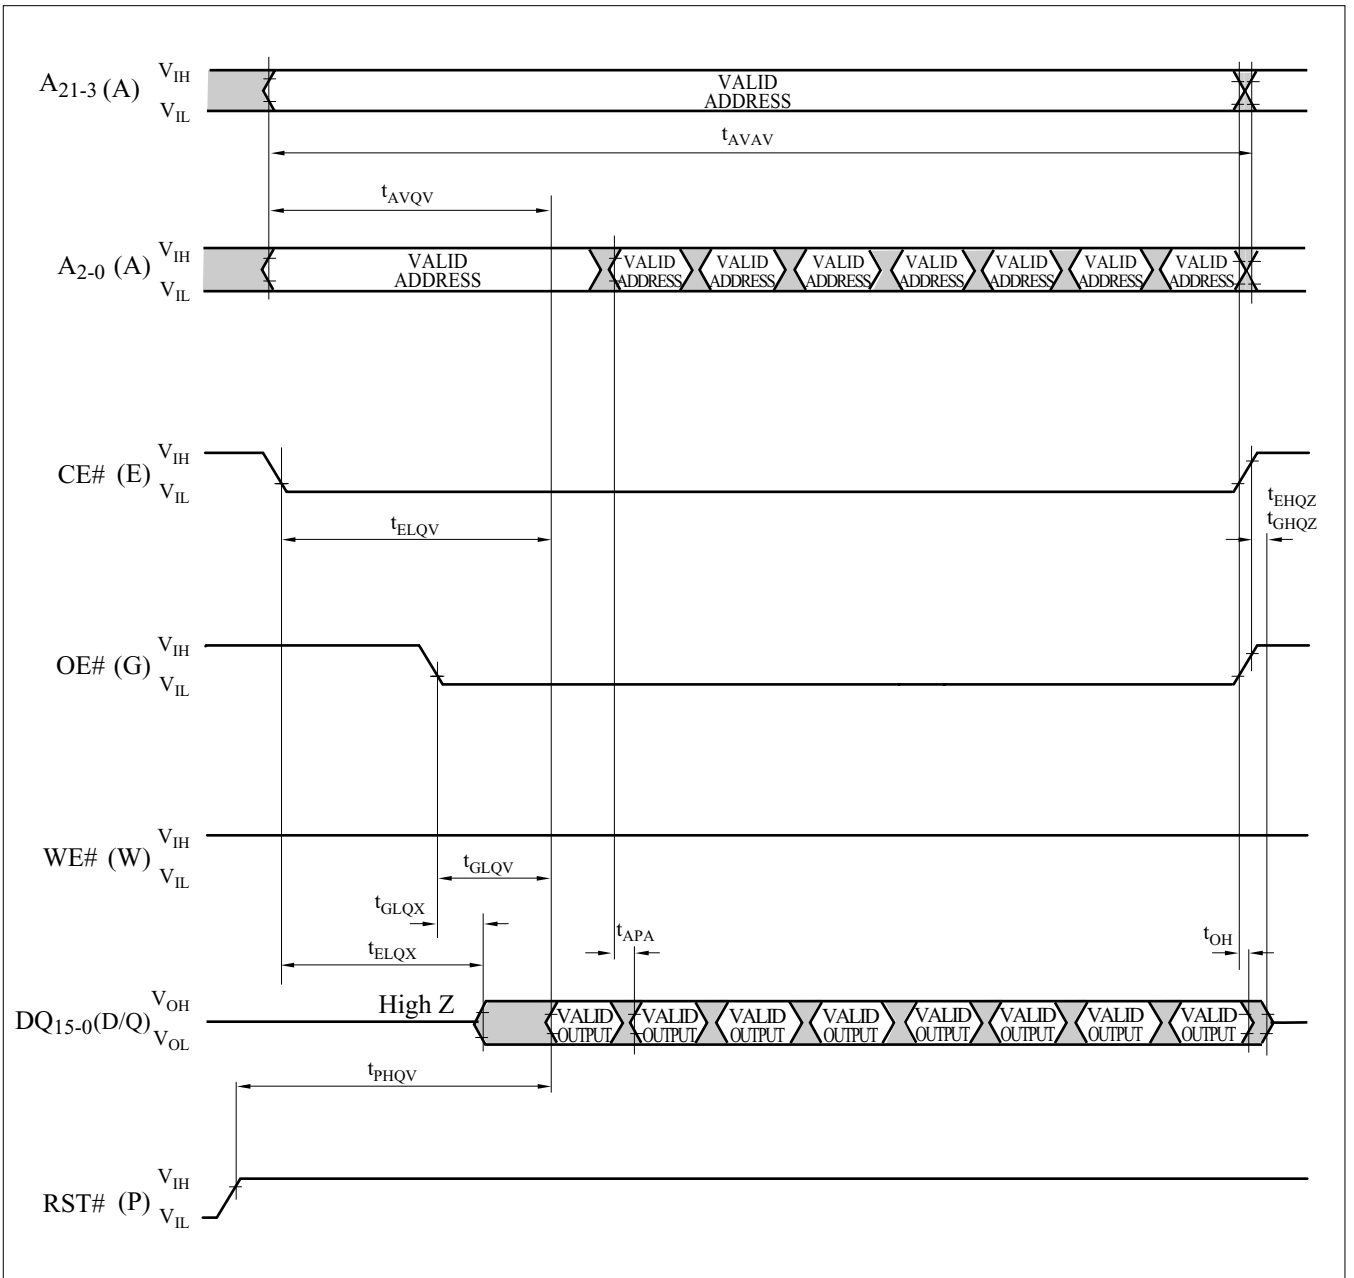 A21-3 (A) VIH VIL VALID ADDRESS
tAVAV
tAVQV
A2-0 (A) VIH VIL VALID ADDRESS VALID ADDRESS VALID ADDRESS VALID ADDRESS VALID ADDRESS VALID ADDRESS VALID ADDRESS VALID ADDRESS
CE# (E) VIH VIL
tEHQZ
tGHQZ
tELQV
OE# (G) VIH VIL
WE# (W) VIH VIL
tGLQV
tGLQX
tAPA
tOH
tELQX
DQ15-0(D/Q) VOH VOL High Z VALID OUTPUT VALID OUTPUT VALID OUTPUT VALID OUTPUT VALID OUTPUT VALID OUTPUT VALID OUTPUT VALID OUTPUT
tPHQV
RST# (P) VIH VIL